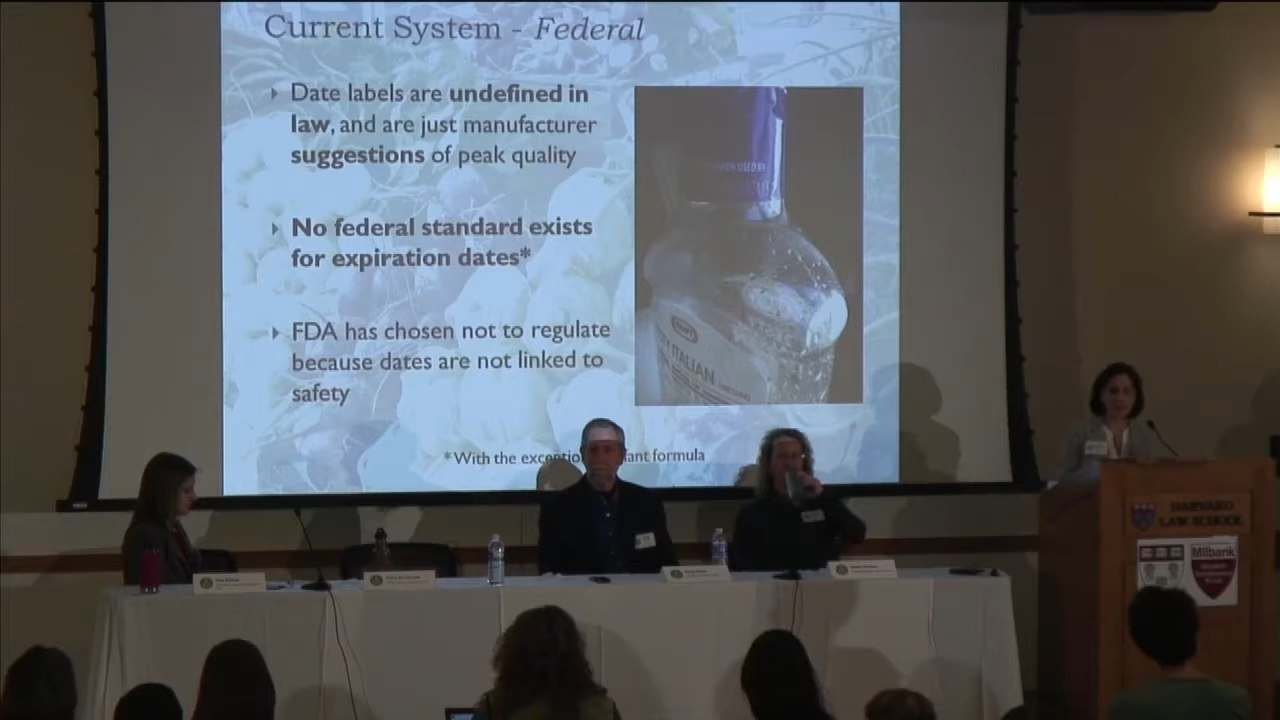 Current System - Federal
Date labels are undefined in
law, and are just manufacturer
suggestions of peak quality
No federal standard exists
for expiration dates*
FDA has chosen not to regulate
because dates are not linked to
safety
*With the
KRAFT
ITALIAN
formula
HARVARD
LAW SCHOOL
Milbank